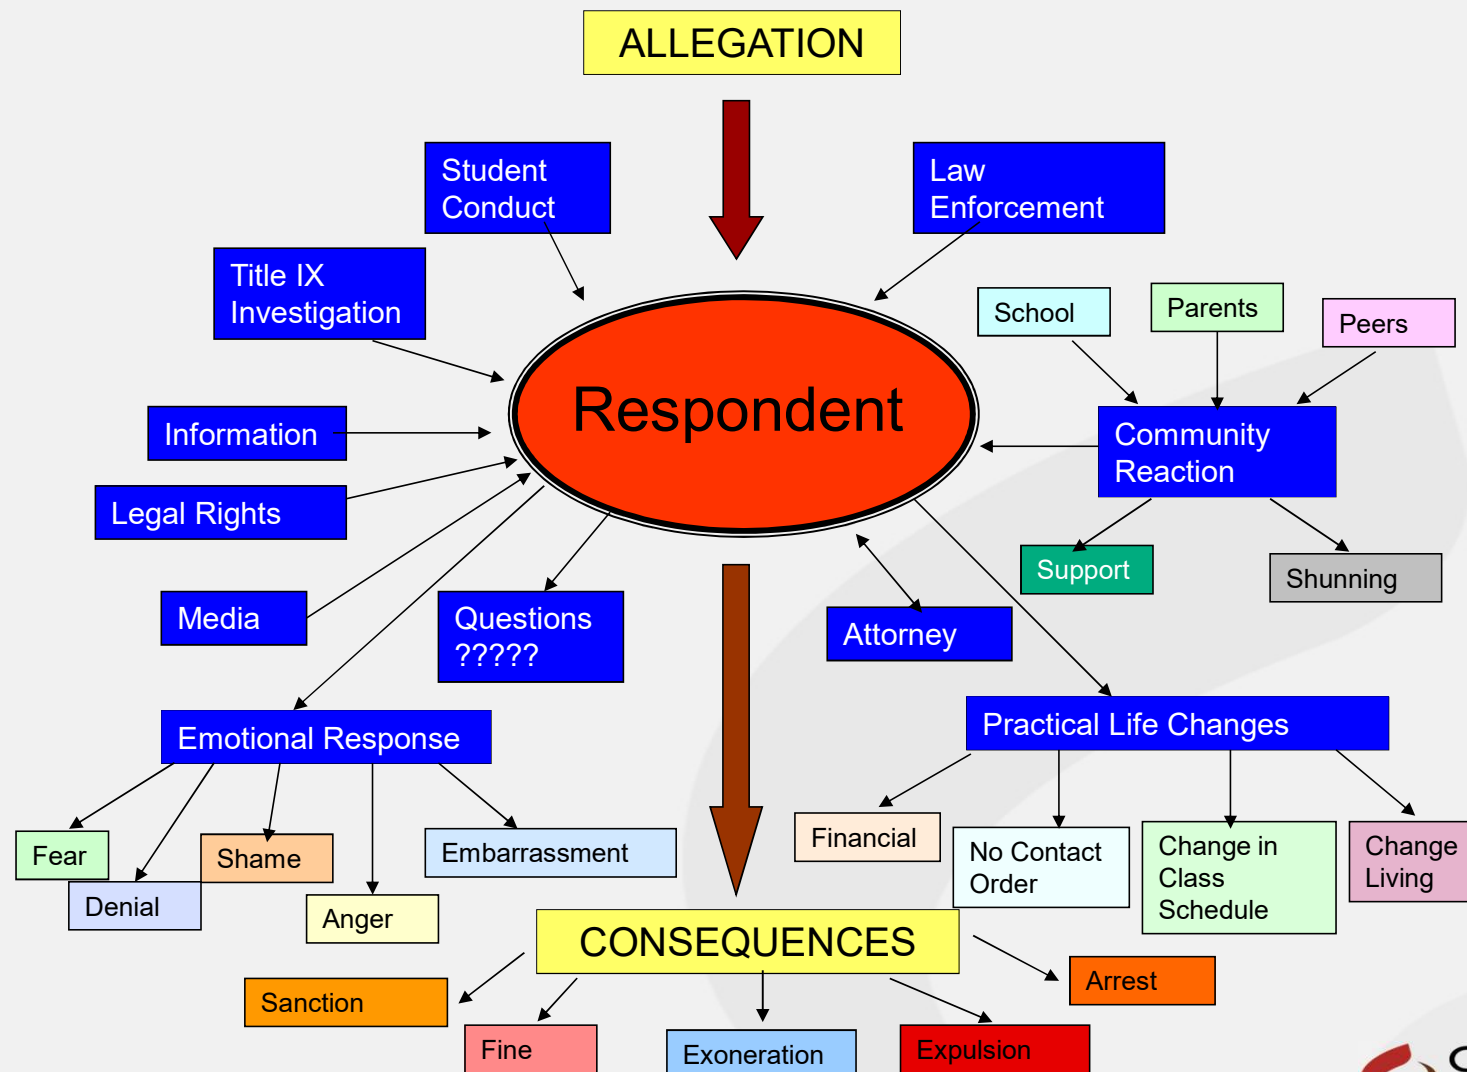 ALLEGATION
Student
Conduct
Law
Enforcement
Title IX
Investigation
School
Parents
Peers
Respondent
Information
Community
Reaction
Legal Rights
Support
Shunning
Media
Questions
?????
Attorney
Emotional Response
Practical Life Changes
Fear
Shame
Embarrassment
Financial
No Contact
Order
Change in
Class
Schedule
Change
Living
Denial
Anger
CONSEQUENCES
Sanction
Arrest
Fine
Exoneration
Expulsion